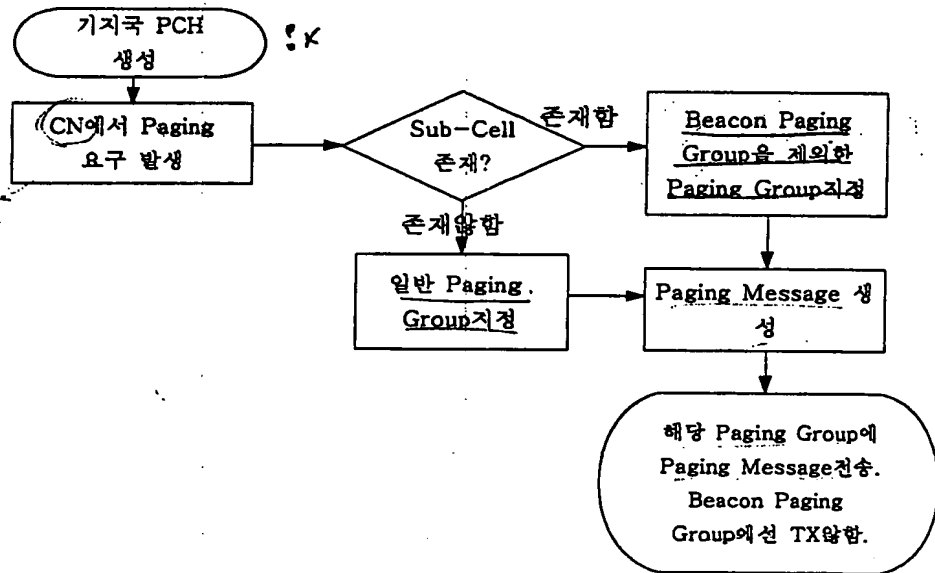 기지국 PCH
생성
CN에서 Paging
요구 발생
Sub-Cell
존재?
존재함
Beacon Paging
Group을 제외한
Paging Group지정
존재않함
일반 Paging.
Group지정
Paging Message 생
성
해당 Paging Group에
Paging Message전송.
Beacon Paging
Group에선 TX않함.